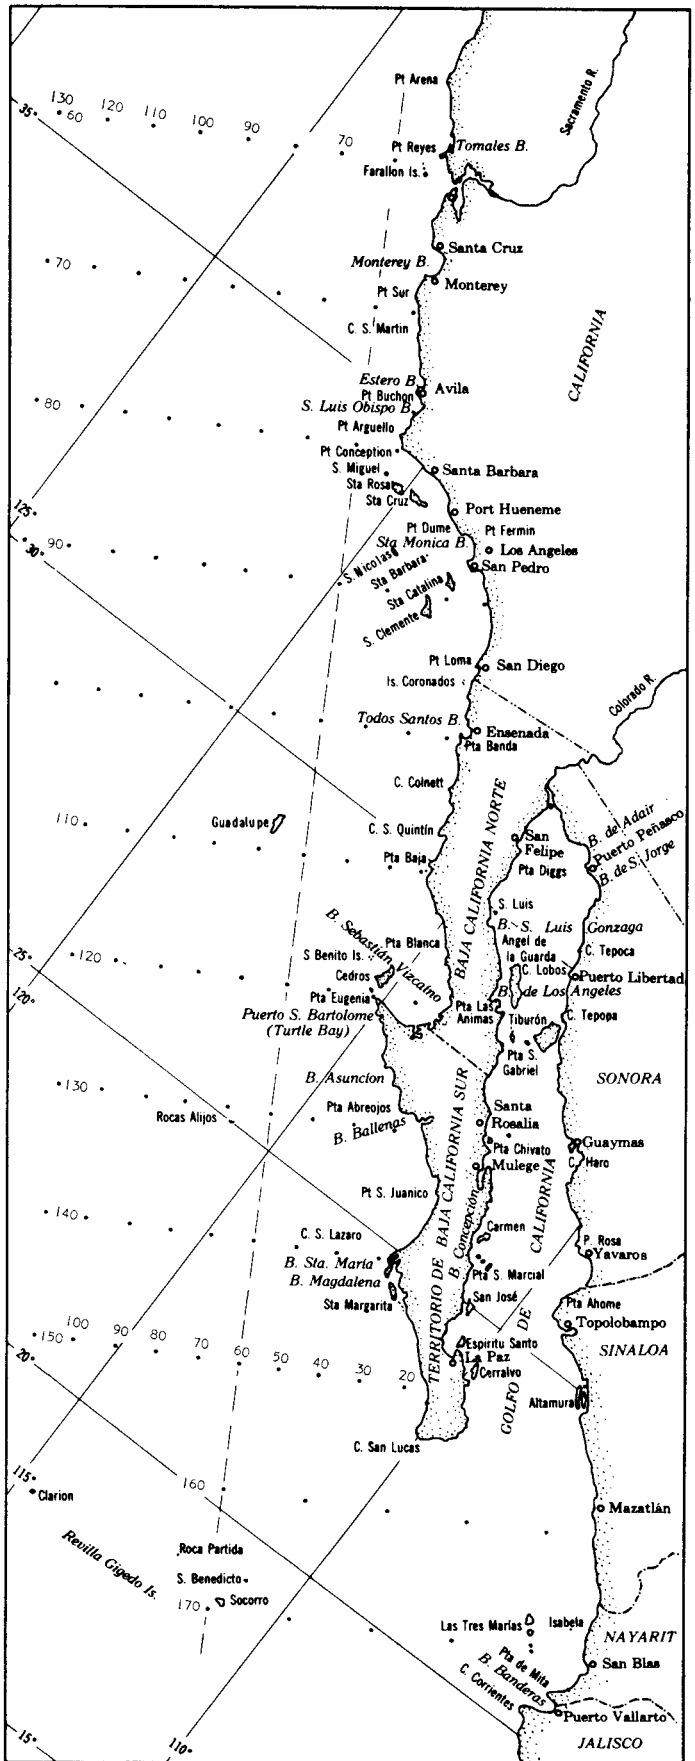 Pt Arena
Sacramento R.
130 120 110 100 90
35° 60
70
Pt Reyes
Tomales B.
Farallon Is.
Santa Cruz
Monterey B.
70
Monterey
Pt Sur
C. S. Martin
CALIFORNIA
Estero B.
Avila
Pt Buchon
80
S. Luis Obispo B.
Pt Arguello
Pt Conception
S. Miguel
Santa Barbara
Sta Rosa
Sta Cruz
Port Hueneme
125°
Pt Dume
Pt Fermin
30° 90
Sta Monica B.
Los Angeles
S. Nicolas
Sta Barbara
San Pedro
Sta Catalina
S. Clemente
Pt Loma
San Diego
Is. Coronados
Colorado R.
Todos Santos B.
Ensenada
Pta Banda
C. Colnett
BAJA CALIFORNIA NORTE
110
Guadalupe
C. S. Quintín
San
Felipe
B. de Adair
Puerto Peñasco
B. de S. Jorge
Pta Baja
Pta Diggs
S. Luis
B. S. Luis Gonzaga
B. Sebastián Vizcaino
Pta Blanca
Angel de
la Guarda
C. Tepoca
25°
120
S Benito Is.
C. Lobos
Cedros
Puerto Libertad
120°
Pta Eugenia
B. de Los Angeles
Puerto S. Bartolome
(Turtle Bay)
Pta Las
Animas
Tiburón
C. Tepopa
Pta S.
Gabriel
B. Asuncion
SONORA
130
Rocas Alijos
Pta Abreojos
B. Ballenas
Santa
Rosalia
Pta Chivato
Guaymas
Mulege
C. Haro
TERRITORIO DE BAJA CALIFORNIA SUR
B. Concepción
GOLFO DE CALIFORNIA
Pt S. Juanico
140
C. S. Lazaro
Carmen
P. Rosa
B. Sta. Maria
Yavaros
B. Magdalena
Pta S. Marcial
Sta Margarita
San José
Pta Ahome
Topolobampo
20° 150 100 90 80 70 60 50 40 30 20
Espiritu Santo
La Paz
SINALOA
Cerralvo
Altamura
C. San Lucas
115°
160
Clarion
Mazatlán
Revilla Gigedo Is.
Roca Partida
S. Benedicto
170
Socorro
Las Tres Marías
Isabela
NAYARIT
Pta de Mita
San Blas
B. Banderas
C. Corrientes
Puerto Vallarto
15°
110°
JALISCO